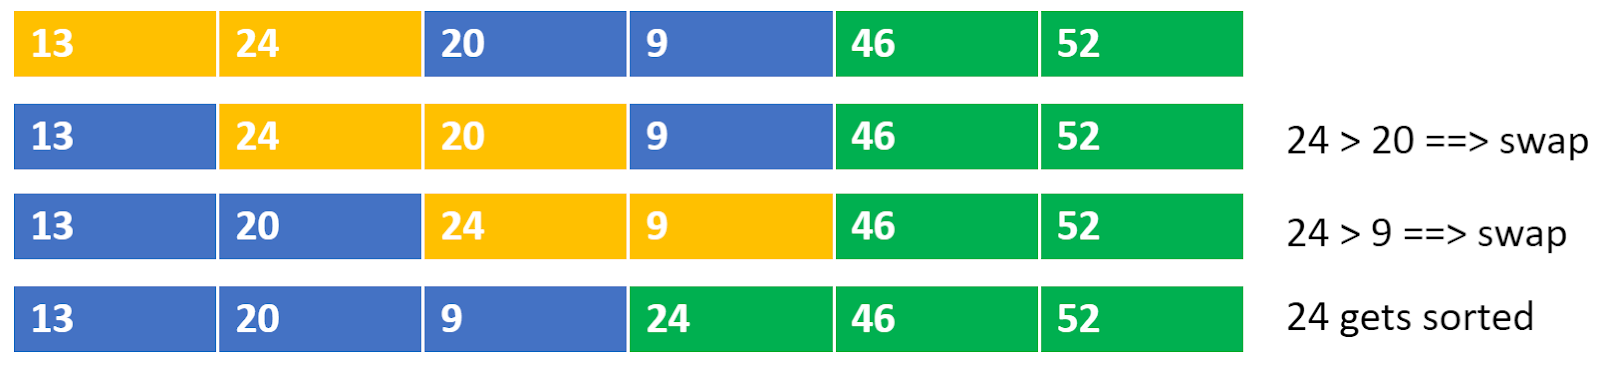 13 24 20 9 46 52
13 24 20 9 46 52 24 > 20 ==> swap
13 20 24 9 46 52 24 > 9 ==> swap
13 20 9 24 46 52 24 gets sorted